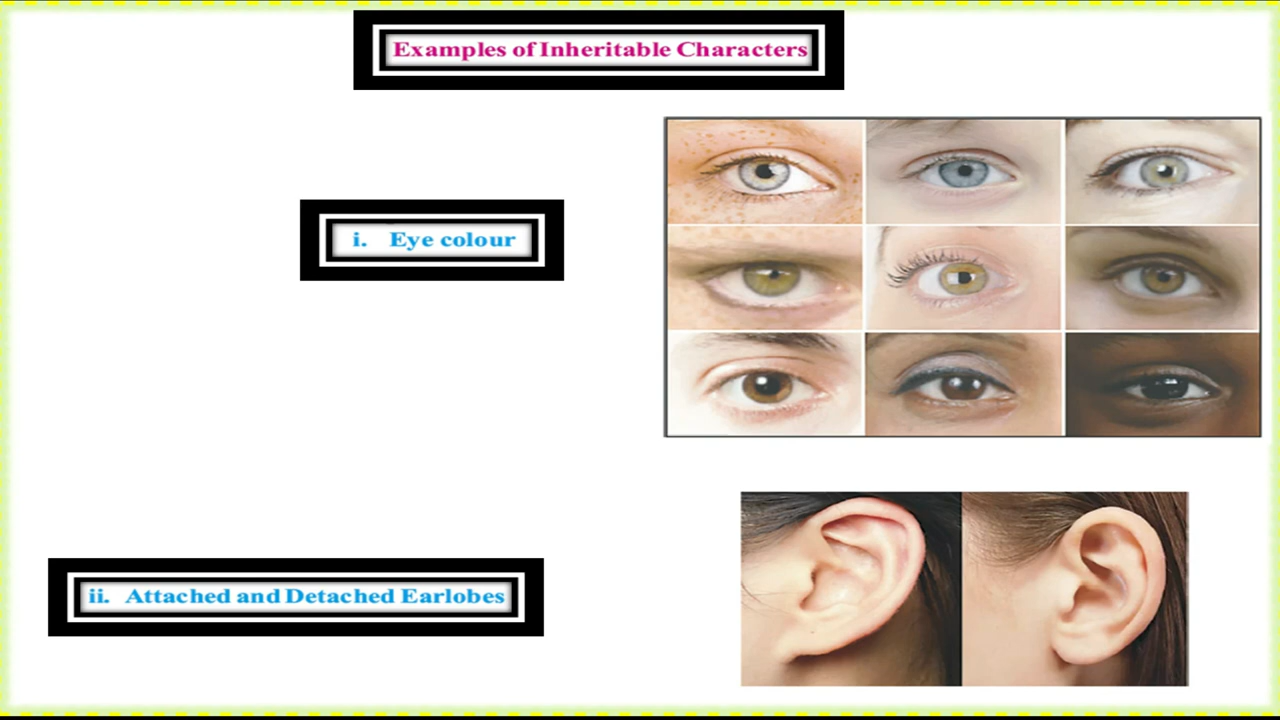 Examples of Inheritable Characters
i. Eye colour
ii. Attached and Detached Earlobes